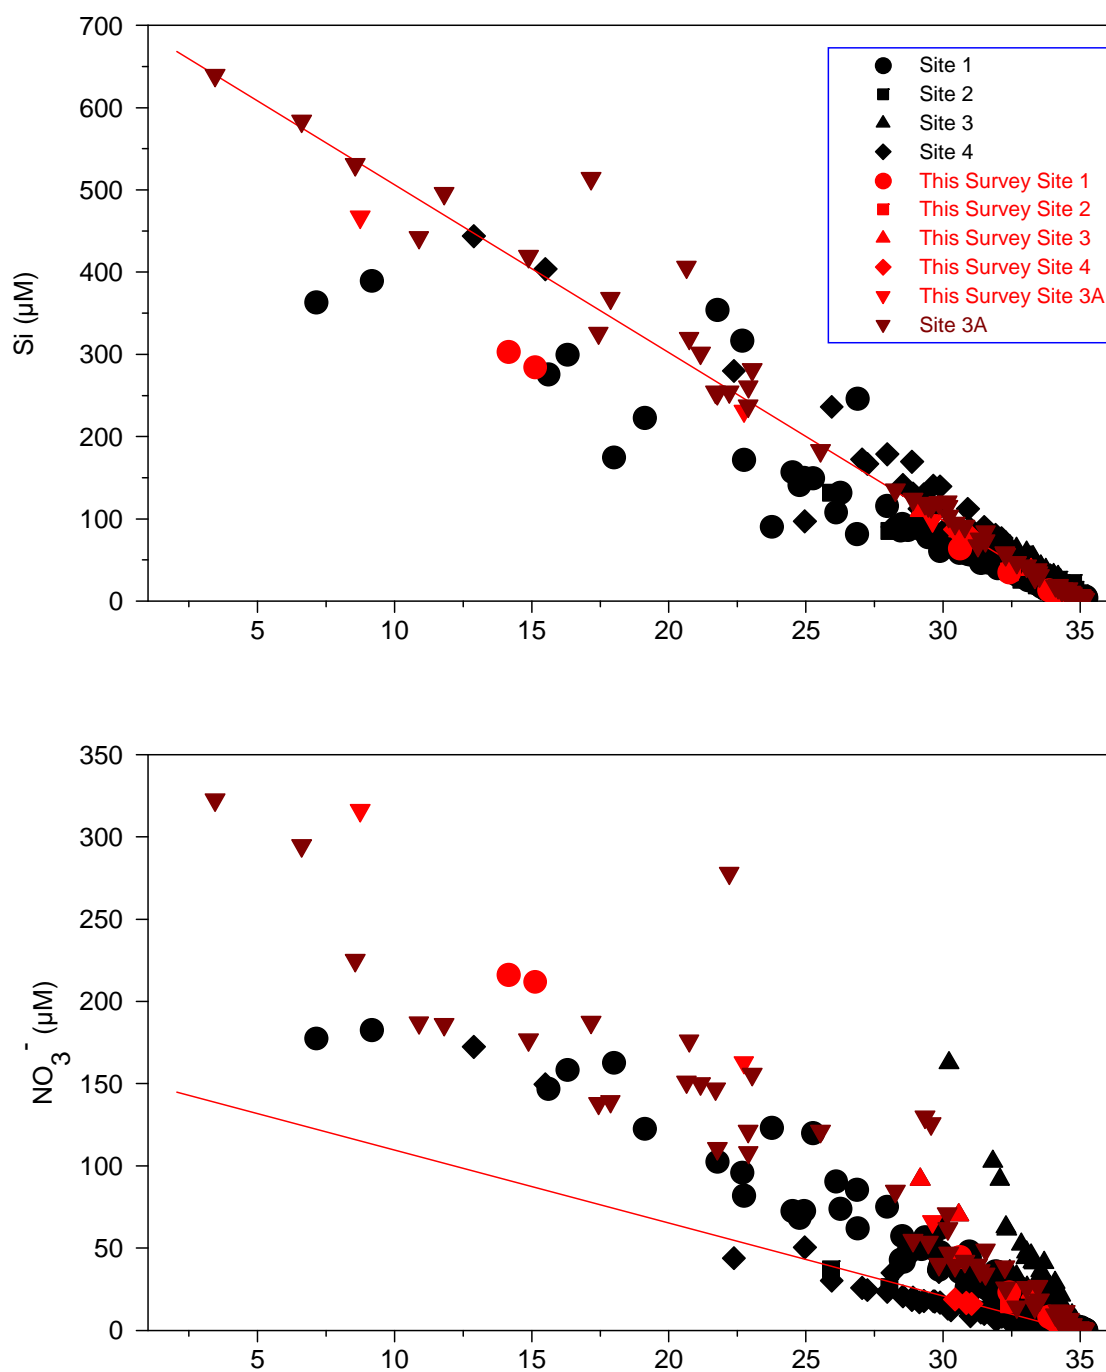 700
600
500
400
300
200
100
0
Si (µM)
5 10 15 20 25 30 35
Site 1
Site 2
Site 3
Site 4
This Survey Site 1
This Survey Site 2
This Survey Site 3
This Survey Site 4
This Survey Site 3A
Site 3A
350
300
250
200
150
100
50
0
NO3- (µM)
5 10 15 20 25 30 35